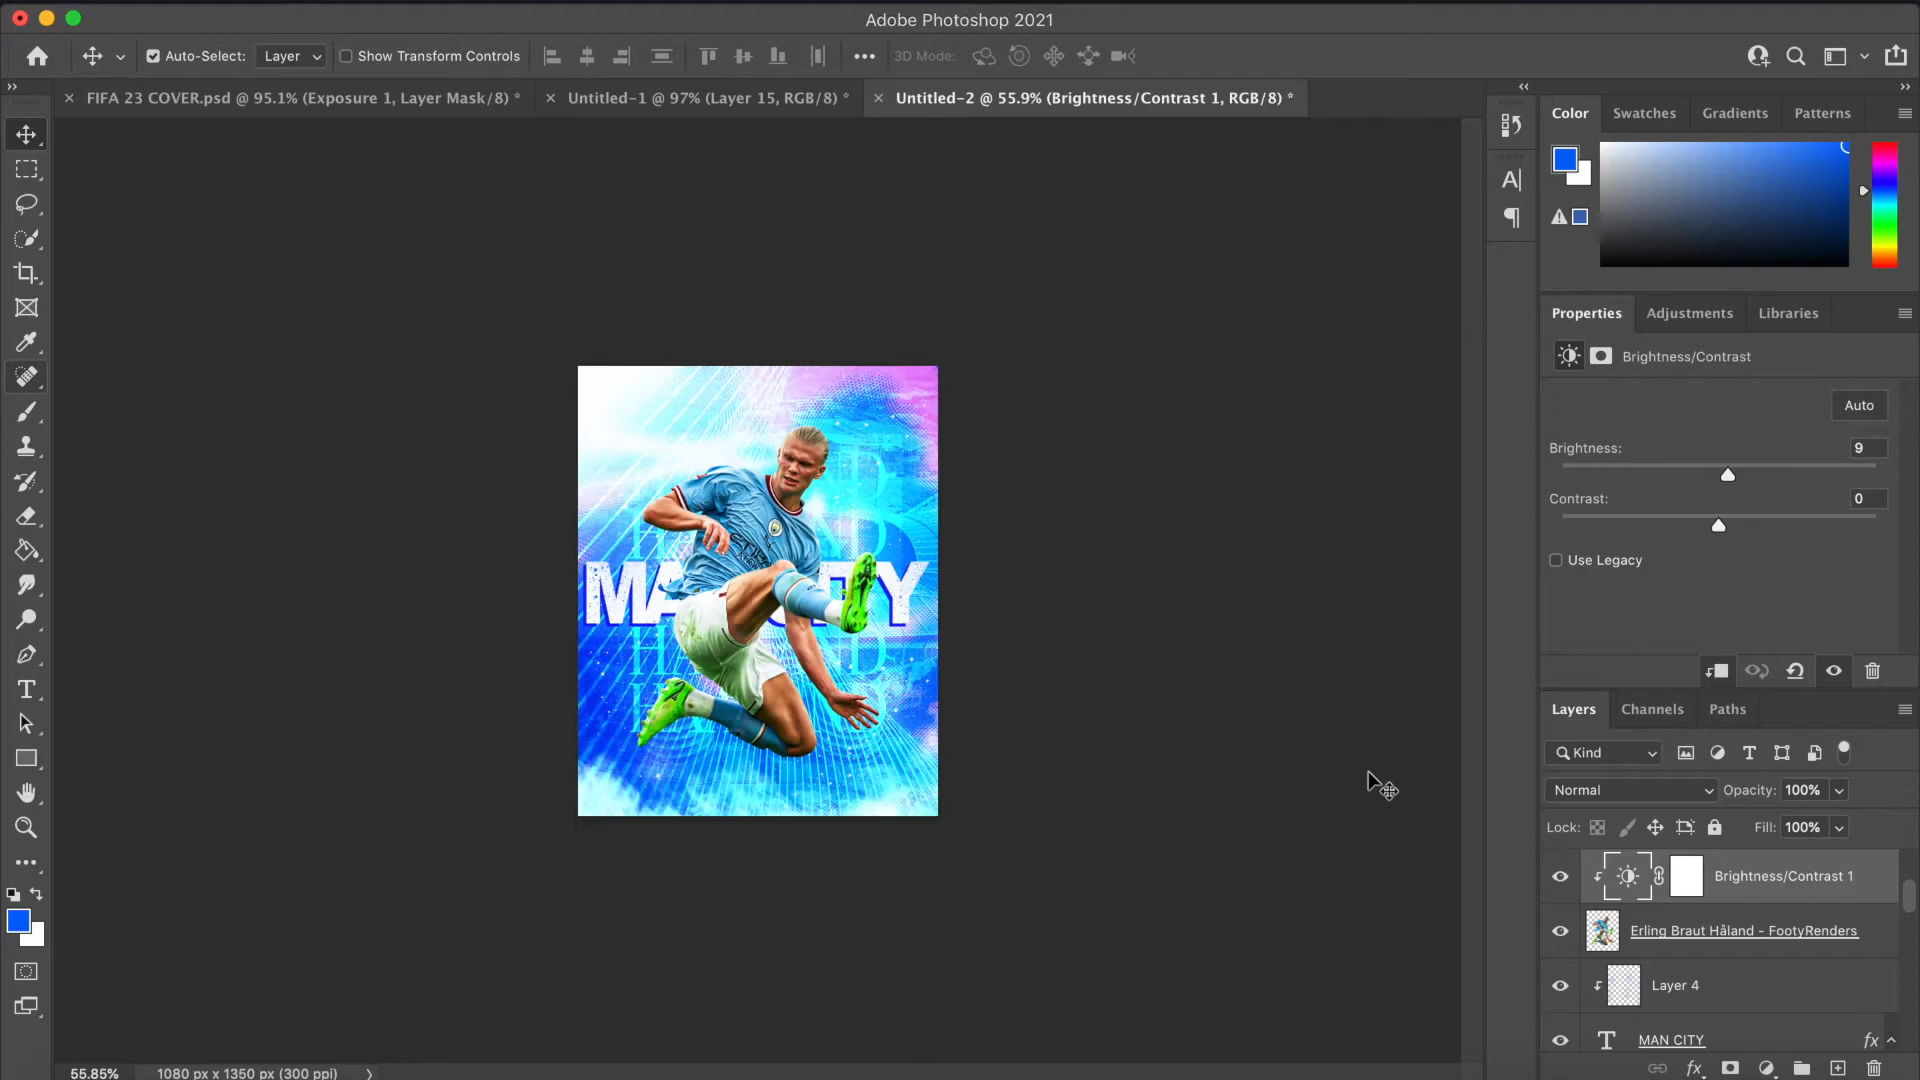 Adobe Photoshop 2021
Auto-Select: Layer Show Transform Controls 3D Mode:
FIFA 23 COVER.psd @ 95.1% (Exposure 1, Layer Mask/8) * Untitled-1 @ 97% (Layer 15, RGB/8) * Untitled-2 @ 55.9% (Brightness/Contrast 1, RGB/8) *
Color Swatches Gradients Patterns
Properties Adjustments Libraries
Brightness/Contrast
Auto
Brightness: 9
Contrast: 0
Use Legacy
MAN CITY
Layers Channels Paths
Kind
Normal Opacity: 100%
Lock: Fill: 100%
Brightness/Contrast 1
Erling Braut Håland - FootyRenders
Layer 4
MAN CITY fx
55.85% 1080 px x 1350 px (300 ppi)